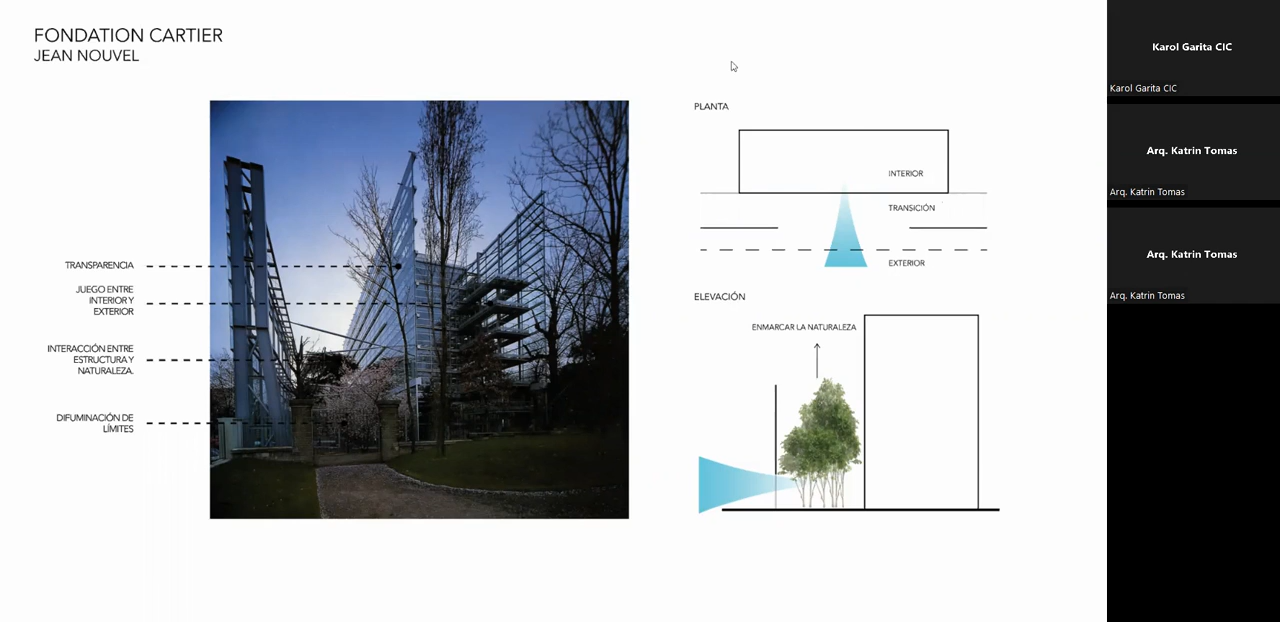 FONDATION CARTIER
JEAN NOUVEL
TRANSPARENCIA
JUEGO ENTRE
INTERIOR Y
EXTERIOR
INTERACCIÓN ENTRE
ESTRUCTURA Y
NATURALEZA.
DIFUMINACIÓN DE
LÍMITES
PLANTA
INTERIOR
TRANSICIÓN
EXTERIOR
ELEVACIÓN
ENMARCAR LA NATURALEZA
Karol Garita CIC
Karol Garita CIC
Arq. Katrin Tomas
Arq. Katrin Tomas
Arq. Katrin Tomas
Arq. Katrin Tomas